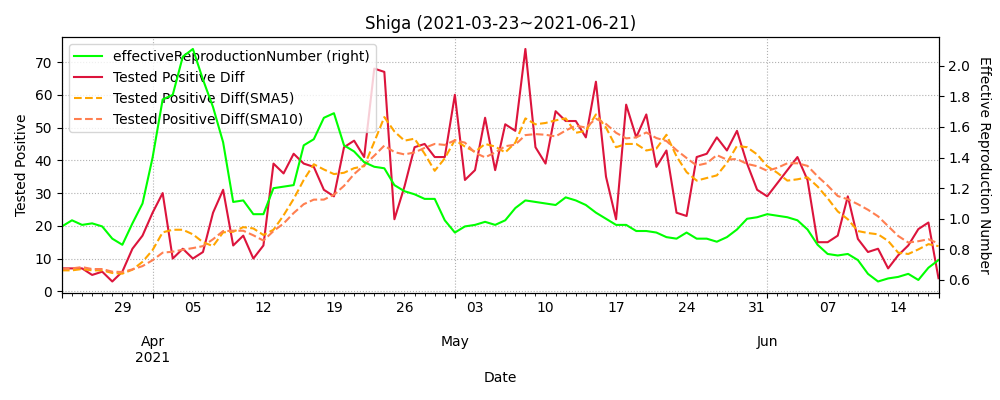 Shiga (2021-03-23~2021-06-21)
effectiveReproductionNumber (right)
Tested Positive Diff
Tested Positive Diff(SMA5)
Tested Positive Diff(SMA10)
Tested Positive
70
60
50
40
30
20
10
0
Effective Reproduction Number
2.0
1.8
1.6
1.4
1.2
1.0
0.8
0.6
29 05 12 19 26 03 10 17 24 31 07 14
Apr May Jun
2021
Date